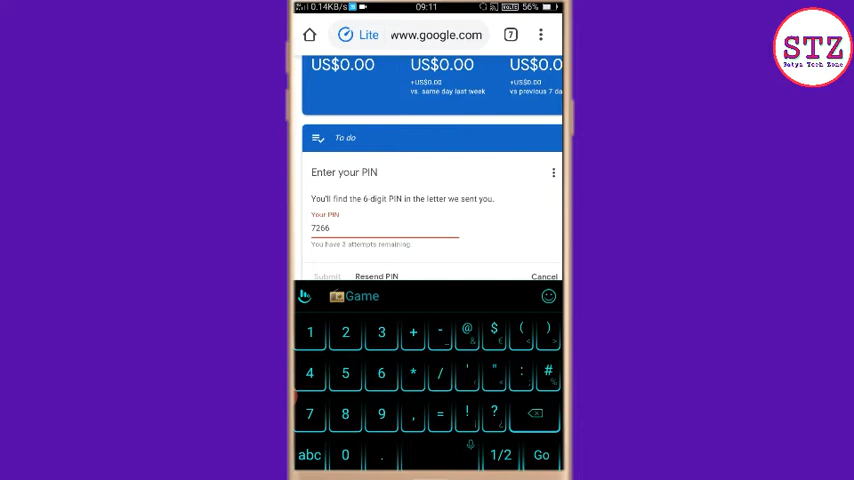 0.14KB/s 09:11 VOLTE 56%
Lite www.google.com 7
STZ
Satya Tech Zone
US$0.00 US$0.00 US$0.0
+US$0.00 +US$0.00
vs. same day last week vs previous 7 da
To do
Enter your PIN
You'll find the 6-digit PIN in the letter we sent you.
Your PIN
7266
You have 3 attempts remaining.
Submit Resend PIN Cancel
Game
1 2 3 + - _ @ & $ € ( < ) >
4 5 6 * / ' " : ; # %
7 8 9 , = ! ¡ ? ¿
abc 0 . 1/2 Go